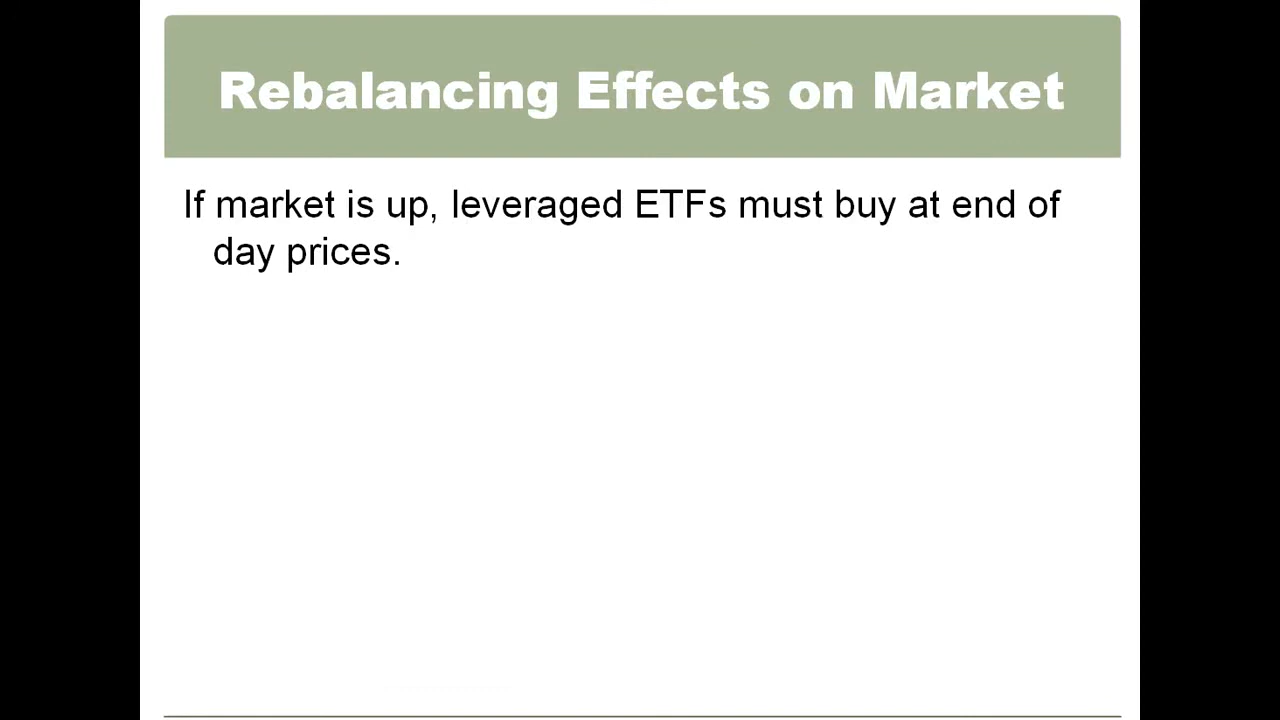 Rebalancing Effects on Market
If market is up, leveraged ETFs must buy at end of
day prices.